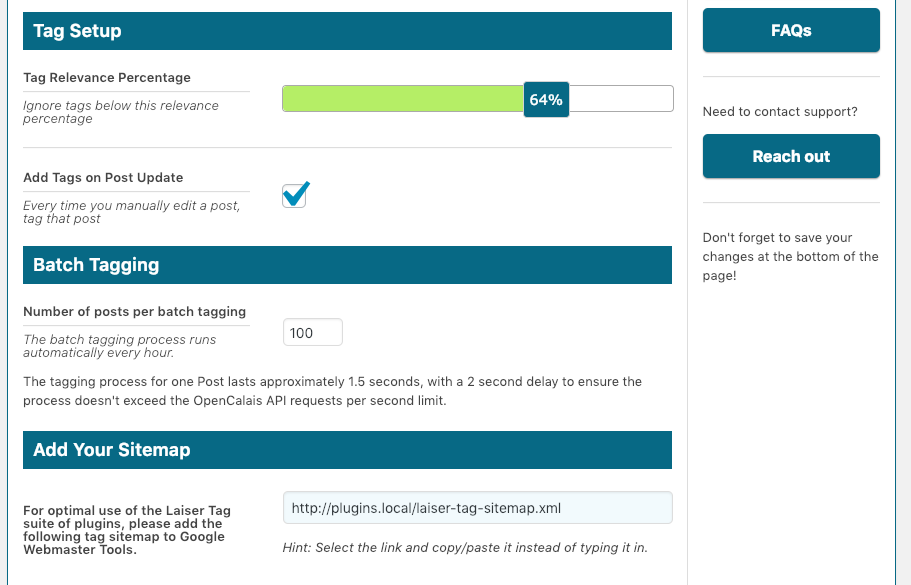 Tag Setup
Tag Relevance Percentage
Ignore tags below this relevance
percentage
64%
Add Tags on Post Update
Every time you manually edit a post,
tag that post
Batch Tagging
Number of posts per batch tagging
The batch tagging process runs
automatically every hour.
100
The tagging process for one Post lasts approximately 1.5 seconds, with a 2 second delay to ensure the
process doesn't exceed the OpenCalais API requests per second limit.
Add Your Sitemap
For optimal use of the Laiser Tag
suite of plugins, please add the
following tag sitemap to Google
Webmaster Tools.
http://plugins.local/laiser-tag-sitemap.xml
Hint: Select the link and copy/paste it instead of typing it in.
FAQs
Need to contact support?
Reach out
Don't forget to save your
changes at the bottom of the
page!